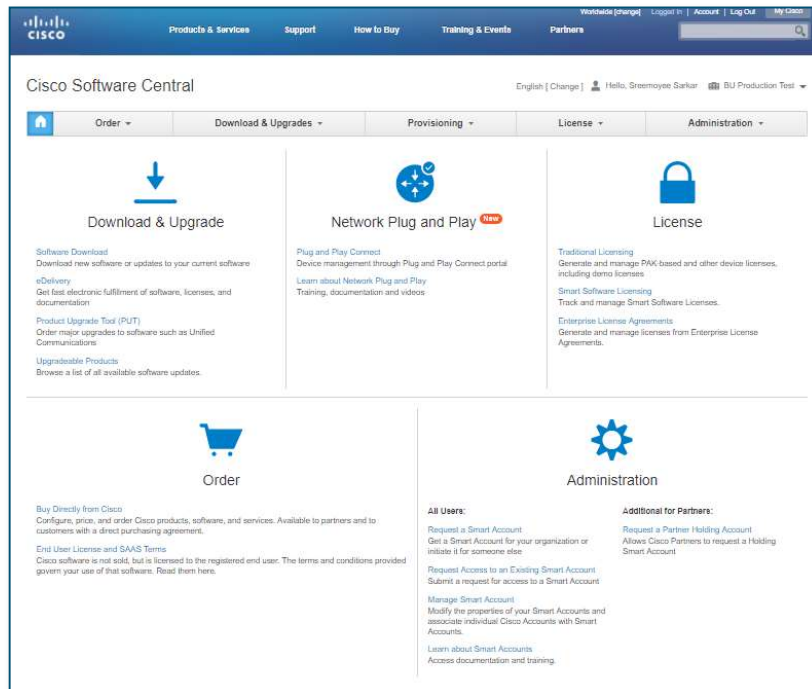 Worldwide [change] Logged In | Account | Log Out My Cisco
CISCO
Products & Services Support How to Buy Training & Events Partners
Cisco Software Central
English [ Change ] Hello, Sreemoyee Sarkar BU Production Test
Order Download & Upgrades Provisioning License Administration
Download & Upgrade
Software Download
Download new software or updates to your current software
eDelivery
Get fast electronic fulfillment of software, licenses, and
documentation
Product Upgrade Tool (PUT)
Order major upgrades to software such as Unified
Communications
Upgradeable Products
Browse a list of all available software updates.
Network Plug and Play New
Plug and Play Connect
Device management through Plug and Play Connect portal
Learn about Network Plug and Play
Training, documentation and videos
License
Traditional Licensing
Generate and manage PAK-based and other device licenses,
including demo licenses
Smart Software Licensing
Track and manage Smart Software Licenses.
Enterprise License Agreements
Generate and manage licenses from Enterprise License
Agreements.
Order
Buy Directly from Cisco
Configure, price, and order Cisco products, software, and services. Available to partners and to
customers with a direct purchasing agreement.
End User License and SAAS Terms
Cisco software is not sold, but is licensed to the registered end user. The terms and conditions provided
govern your use of that software. Read them here.
Administration
All Users:
Request a Smart Account
Get a Smart Account for your organization or
initiate it for someone else
Request Access to an Existing Smart Account
Submit a request for access to a Smart Account
Manage Smart Account
Modify the properties of your Smart Accounts and
associate individual Cisco Accounts with Smart
Accounts.
Learn about Smart Accounts
Access documentation and training.
Additional for Partners:
Request a Partner Holding Account
Allows Cisco Partners to request a Holding
Smart Account